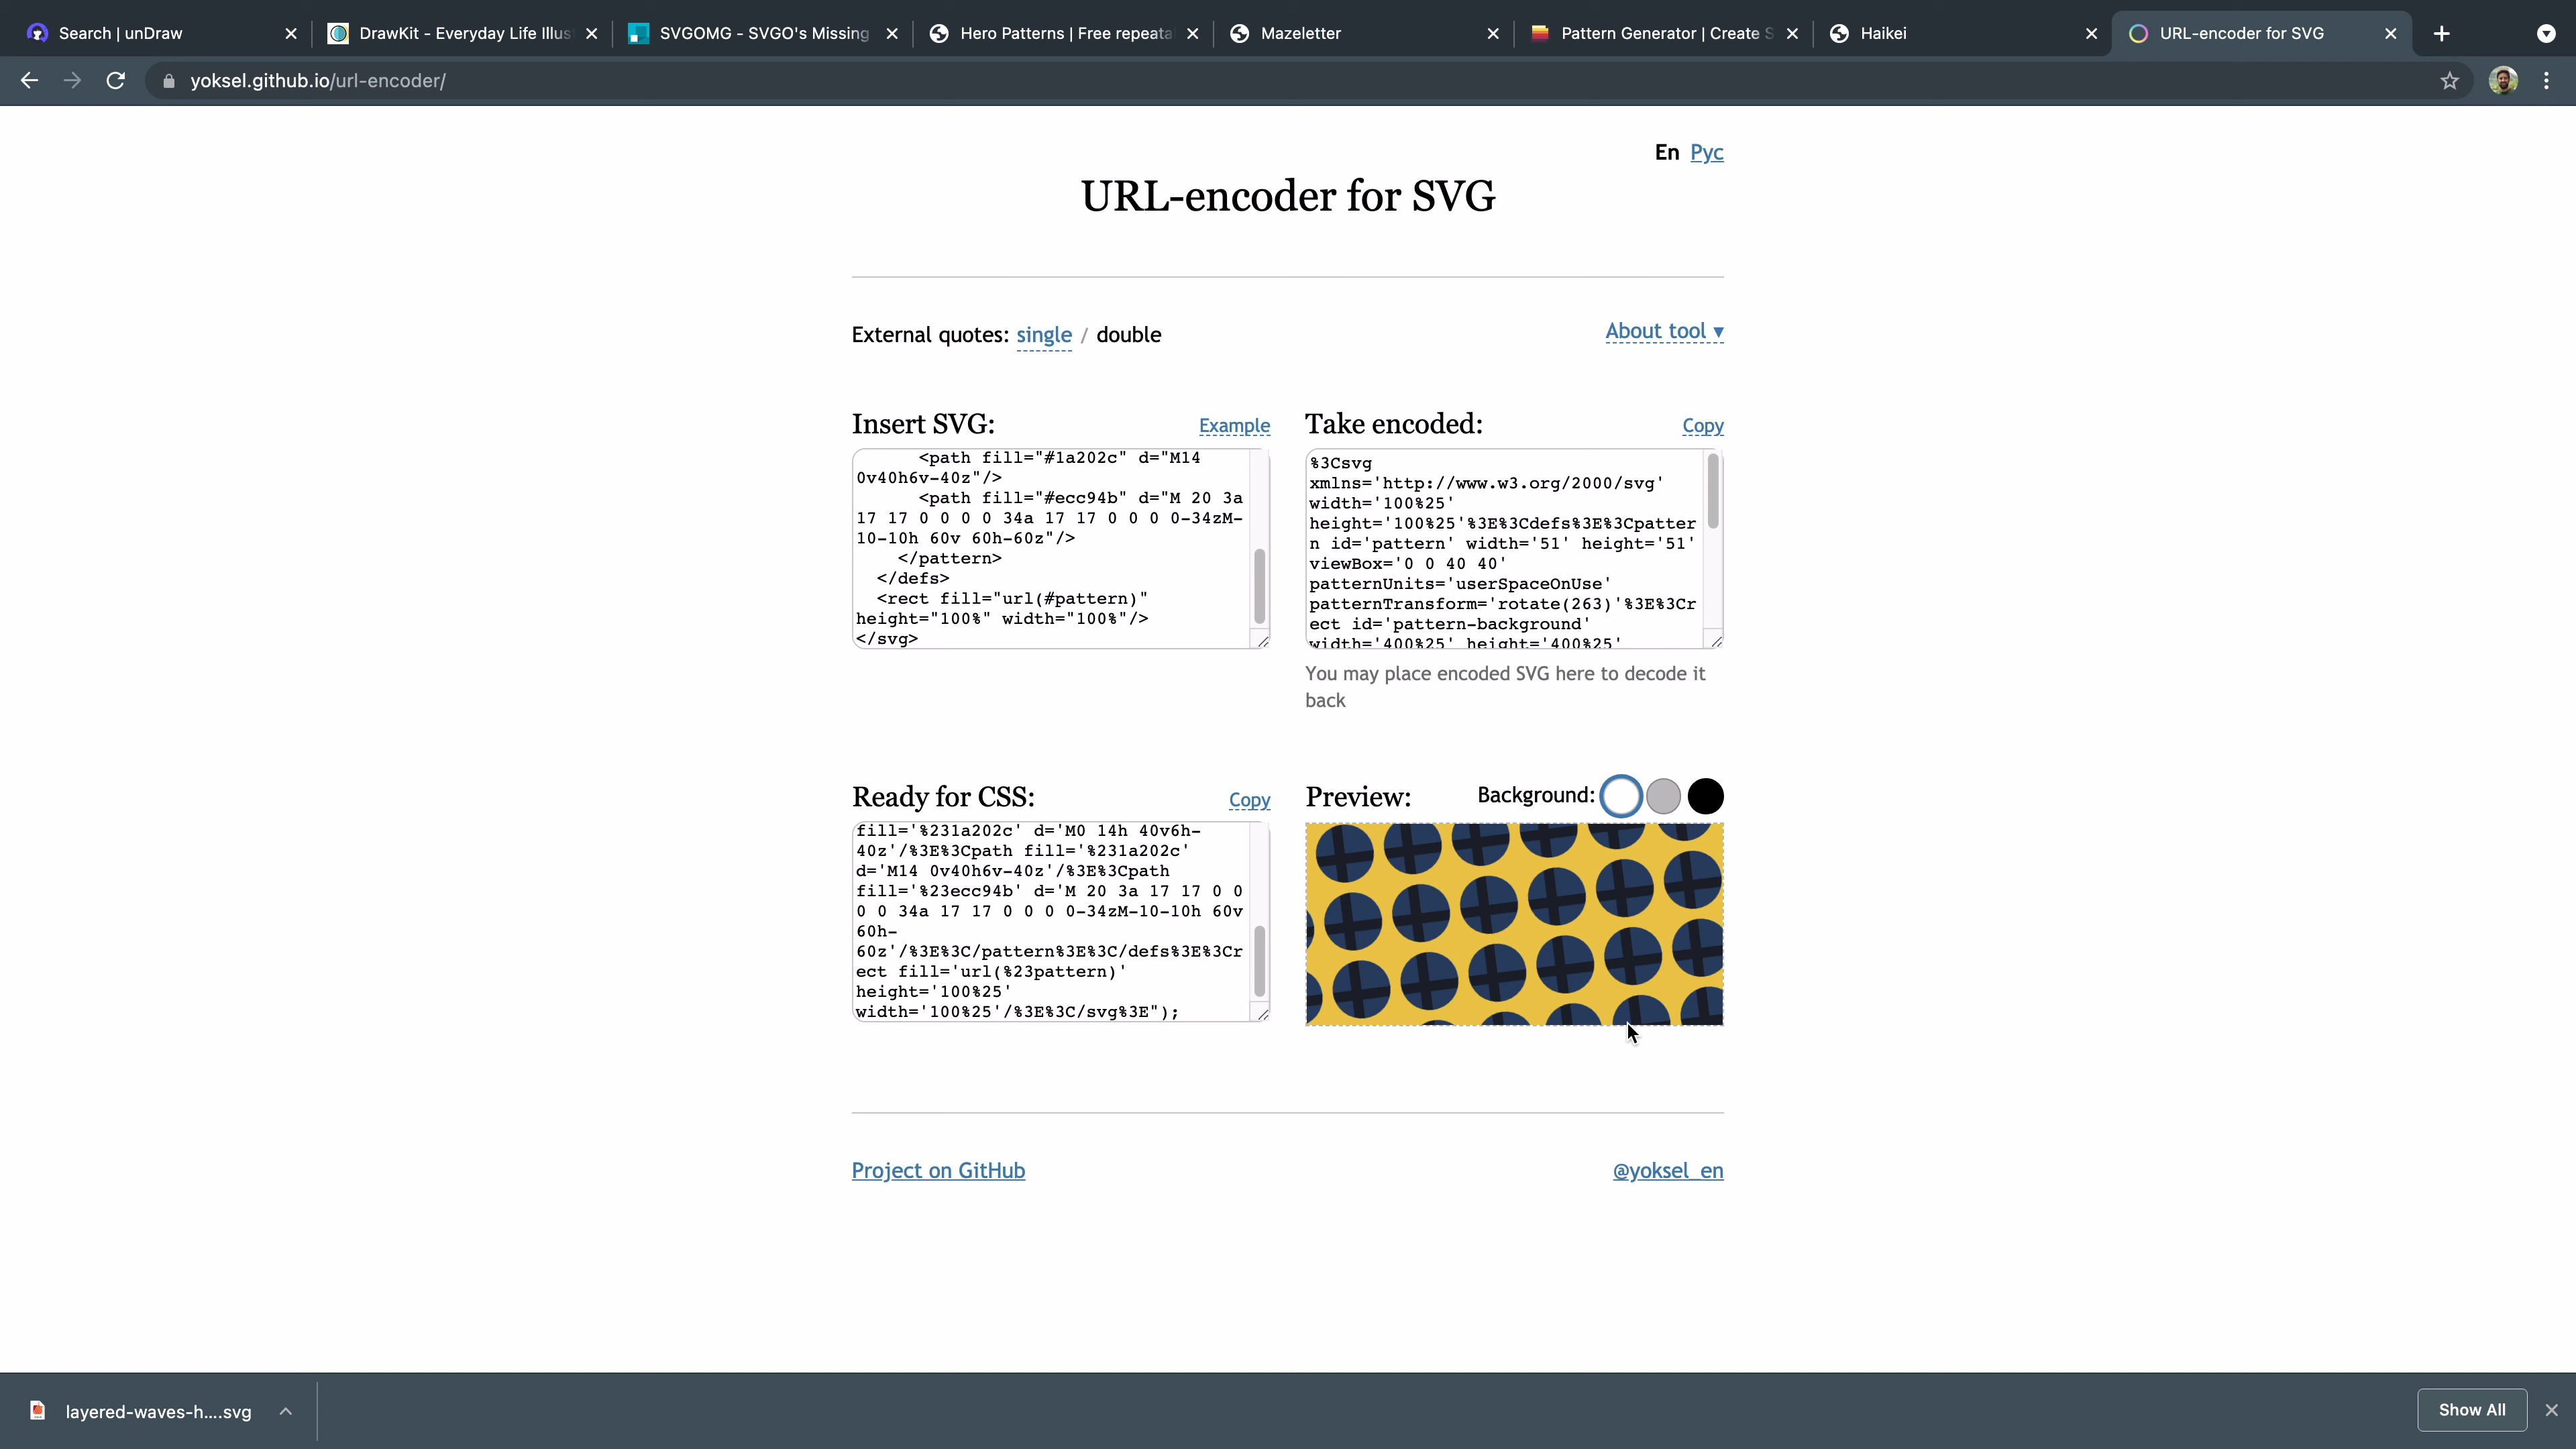 Search | unDraw
DrawKit - Everyday Life Illus
SVGOMG - SVGO's Missing
Hero Patterns | Free repeata
Mazeletter
Pattern Generator | Create S
Haikei
URL-encoder for SVG
yoksel.github.io/url-encoder/
En Рус
URL-encoder for SVG
External quotes: single / double
About tool ▾
Insert SVG:
Example
<path fill="#1a202c" d="M14
0v40h6v-40z"/>
<path fill="#ecc94b" d="M 20 3a
17 17 0 0 0 0 34a 17 17 0 0 0 0-34zM-
10-10h 60v 60h-60z"/>
</pattern>
</defs>
<rect fill="url(#pattern)"
height="100%" width="100%"/>
</svg>
Take encoded:
Copy
%3Csvg
xmlns='http://www.w3.org/2000/svg'
width='100%25'
height='100%25'%3E%3Cdefs%3E%3Cpatter
n id='pattern' width='51' height='51'
viewBox='0 0 40 40'
patternUnits='userSpaceOnUse'
patternTransform='rotate(263)'%3E%3Cr
ect id='pattern-background'
width='400%25' height='400%25'
You may place encoded SVG here to decode it
back
Ready for CSS:
Copy
fill='%231a202c' d='M0 14h 40v6h-
40z'/%3E%3Cpath fill='%231a202c'
d='M14 0v40h6v-40z'/%3E%3Cpath
fill='%23ecc94b' d='M 20 3a 17 17 0 0
0 0 34a 17 17 0 0 0 0-34zM-10-10h 60v
60h-
60z'/%3E%3C/pattern%3E%3C/defs%3E%3Cr
ect fill='url(%23pattern)'
height='100%25'
width='100%25'/%3E%3C/svg%3E");
Preview:
Background:
Project on GitHub
@yoksel_en
layered-waves-h....svg
Show All